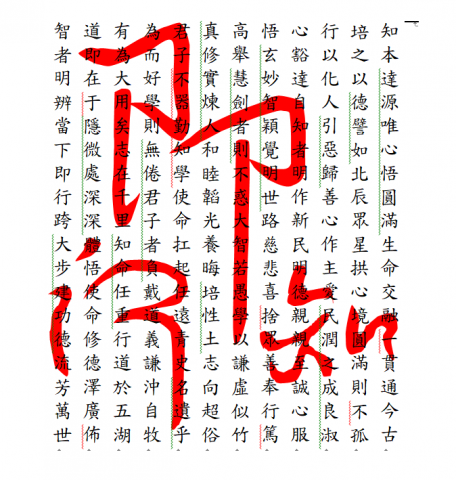 知本達源唯心悟圓滿生命交融一貫通今古
培之以德譬如北辰眾星拱心境圓滿則不孤
行以化人引惡歸善心作主愛民潤之成良淑
心豁達自知者明作新民明德親親至誠心服
悟玄妙智穎覺明世路慈悲喜捨眾善奉行篤
高舉慧劍者則不惑大智若愚學以謙虛似竹
真修實煉人和睦韜光養晦培性土志向超俗
君子不器勤知學使命扛起任遠青史名遺乎
為而好學則無倦君子者負戴道義謙沖自牧
有為大用矣志在千里知命任重行道於五湖
道即在于隱微處深深體悟使命修德澤廣佈
智者明辨當下即行跨大步建功德流芳萬世